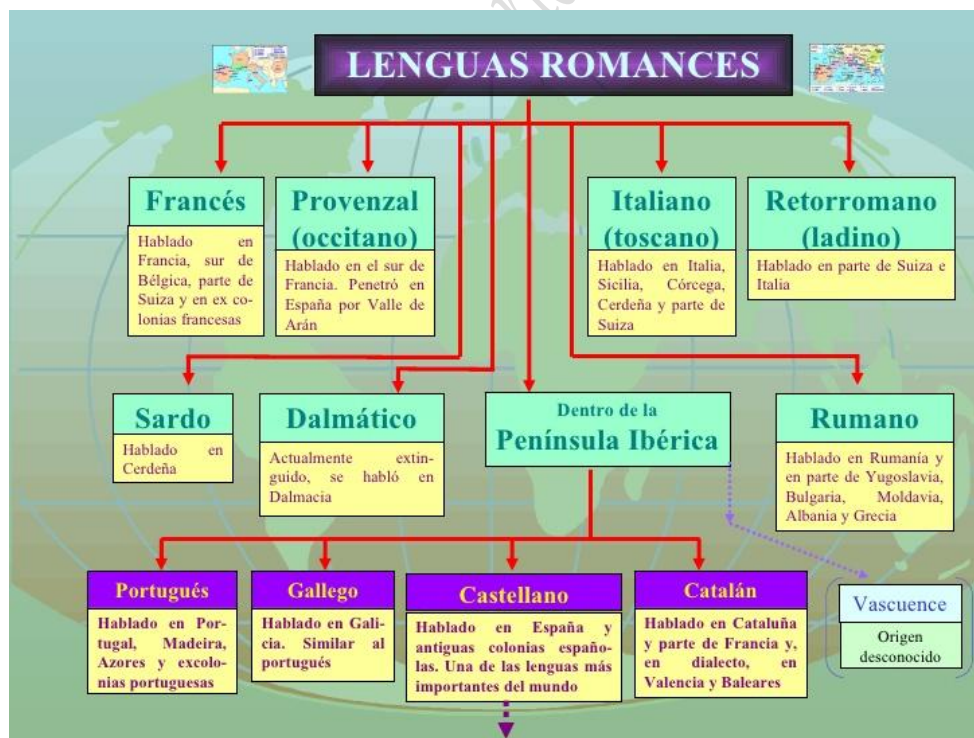 LENGUAS ROMANCES
Francés
Hablado en
Francia, sur de
Bélgica, parte de
Suiza y en ex co-
lonias francesas
Provenzal
(occitano)
Hablado en el sur de
Francia. Penetró en
España por Valle de
Arán
Italiano
(toscano)
Hablado en Italia,
Sicilia, Córcega,
Cerdeña y parte de
Suiza
Retorromano
(ladino)
Hablado en parte de Suiza e
Italia
Sardo
Hablado en
Cerdeña
Dalmático
Actualmente extin-
guido, se habló en
Dalmacia
Dentro de la
Península Ibérica
Rumano
Hablado en Rumanía y
en parte de Yugoslavia,
Bulgaria, Moldavia,
Albania y Grecia
Portugués
Hablado en Por-
tugal, Madeira,
Azores y excolo-
nias portuguesas
Gallego
Hablado en Gali-
cia. Similar al
portugués
Castellano
Hablado en España y
antiguas colonias españo-
las. Una de las lenguas más
importantes del mundo
Catalán
Hablado en Cataluña
y parte de Francia y,
en dialecto, en
Valencia y Baleares
Vascuence
Origen
desconocido